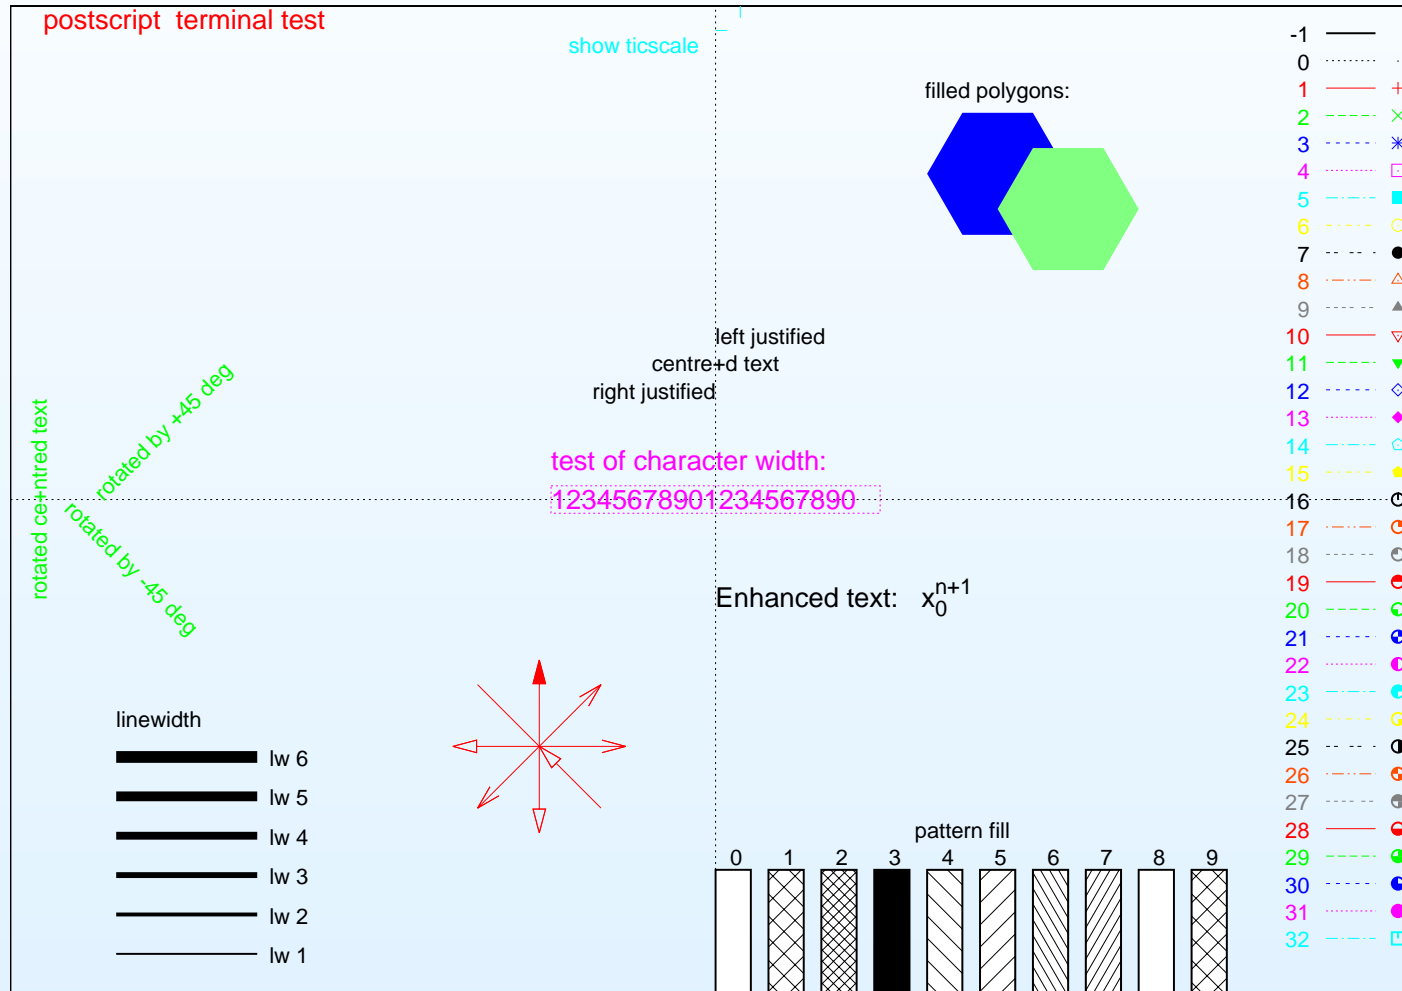 postscript  terminal test
show ticscale
filled polygons:
left justified
centre+d text
right justified
rotated ce+ntred text
rotated by +45 deg
rotated by -45 deg
test of character width:
12345678901234567890
Enhanced text:   x₀ⁿ⁺¹
linewidth
lw 6
lw 5
lw 4
lw 3
lw 2
lw 1
pattern fill
0 1 2 3 4 5 6 7 8 9
-1
0
1
2
3
4
5
6
7
8
9
10
11
12
13
14
15
16
17
18
19
20
21
22
23
24
25
26
27
28
29
30
31
32